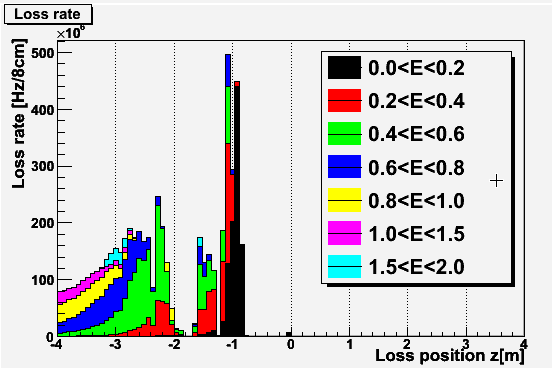 Loss rate
×10⁶
Loss rate [Hz/8cm]
500
400
300
200
100
0
0.0<E<0.2
0.2<E<0.4
0.4<E<0.6
0.6<E<0.8
0.8<E<1.0
1.0<E<1.5
1.5<E<2.0
-4 -3 -2 -1 0 1 2 3 4
Loss position z[m]